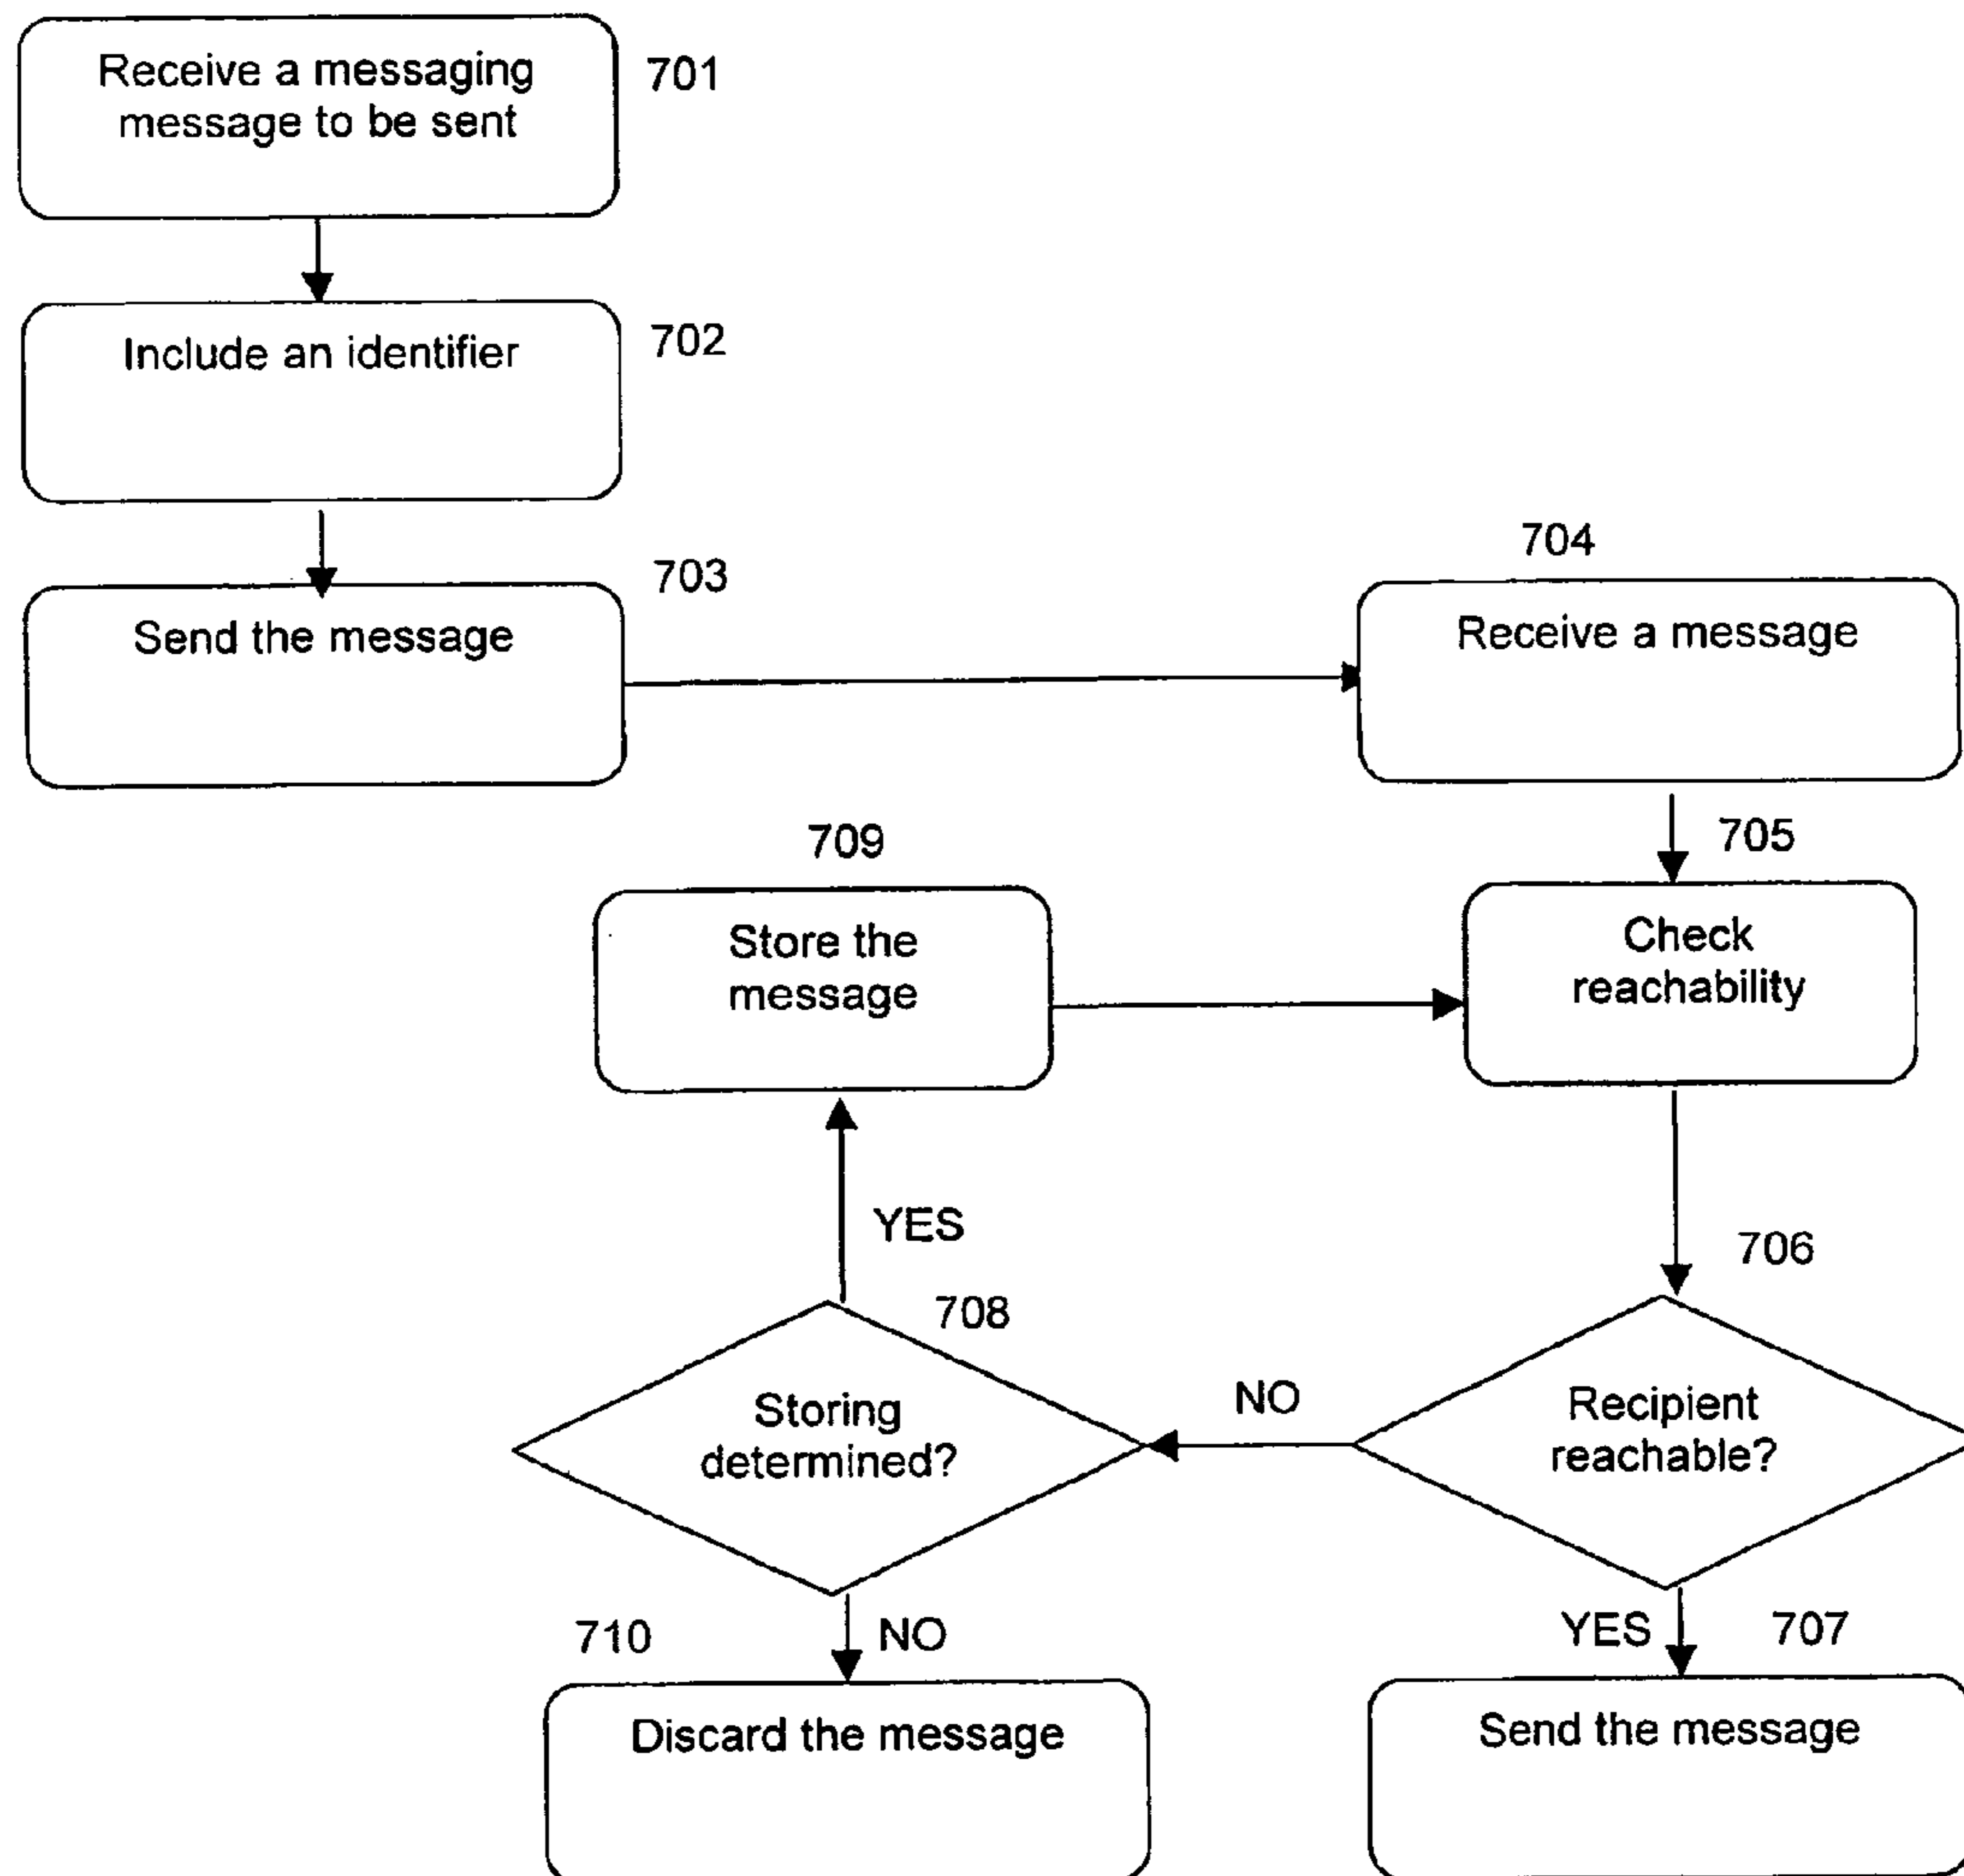 Receive a messaging
message to be sent
701
Include an identifier
702
703
Send the message
704
Receive a message
705
709
Store the
message
Check
reachability
YES
706
708
Storing
determined?
NO
Recipient
reachable?
710
NO
YES
707
Discard the message
Send the message